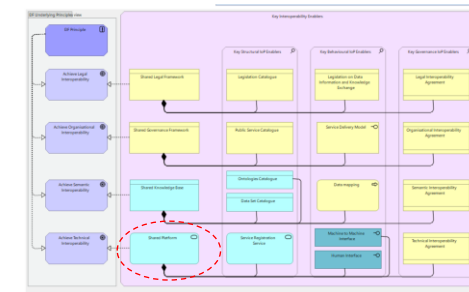 EIF Underlying Principles view
Key Interoperability Enablers
EIF Principle
Key Structural IoP Enablers
Key Behavioural IoP Enablers
Key Governance IoP Enablers
Achieve Legal
Interoperability
Shared Legal Framework
Legislation Catalogue
Legislation on Data
Information and Knowledge
Exchange
Legal Interoperability
Agreement
Achieve Organisational
Interoperability
Shared Governance Framework
Public Service Catalogue
Service Delivery Model
Organisational Interoperability
Agreement
Achieve Semantic
Interoperability
Shared Knowledge Base
Ontologies Catalogue
Data Set Catalogue
Data mapping
Semantic Interoperability
Agreement
Achieve Technical
Interoperability
Shared Platform
Service Registration
Service
Machine to Machine
Interface
Human Interface
Technical Interoperability
Agreement